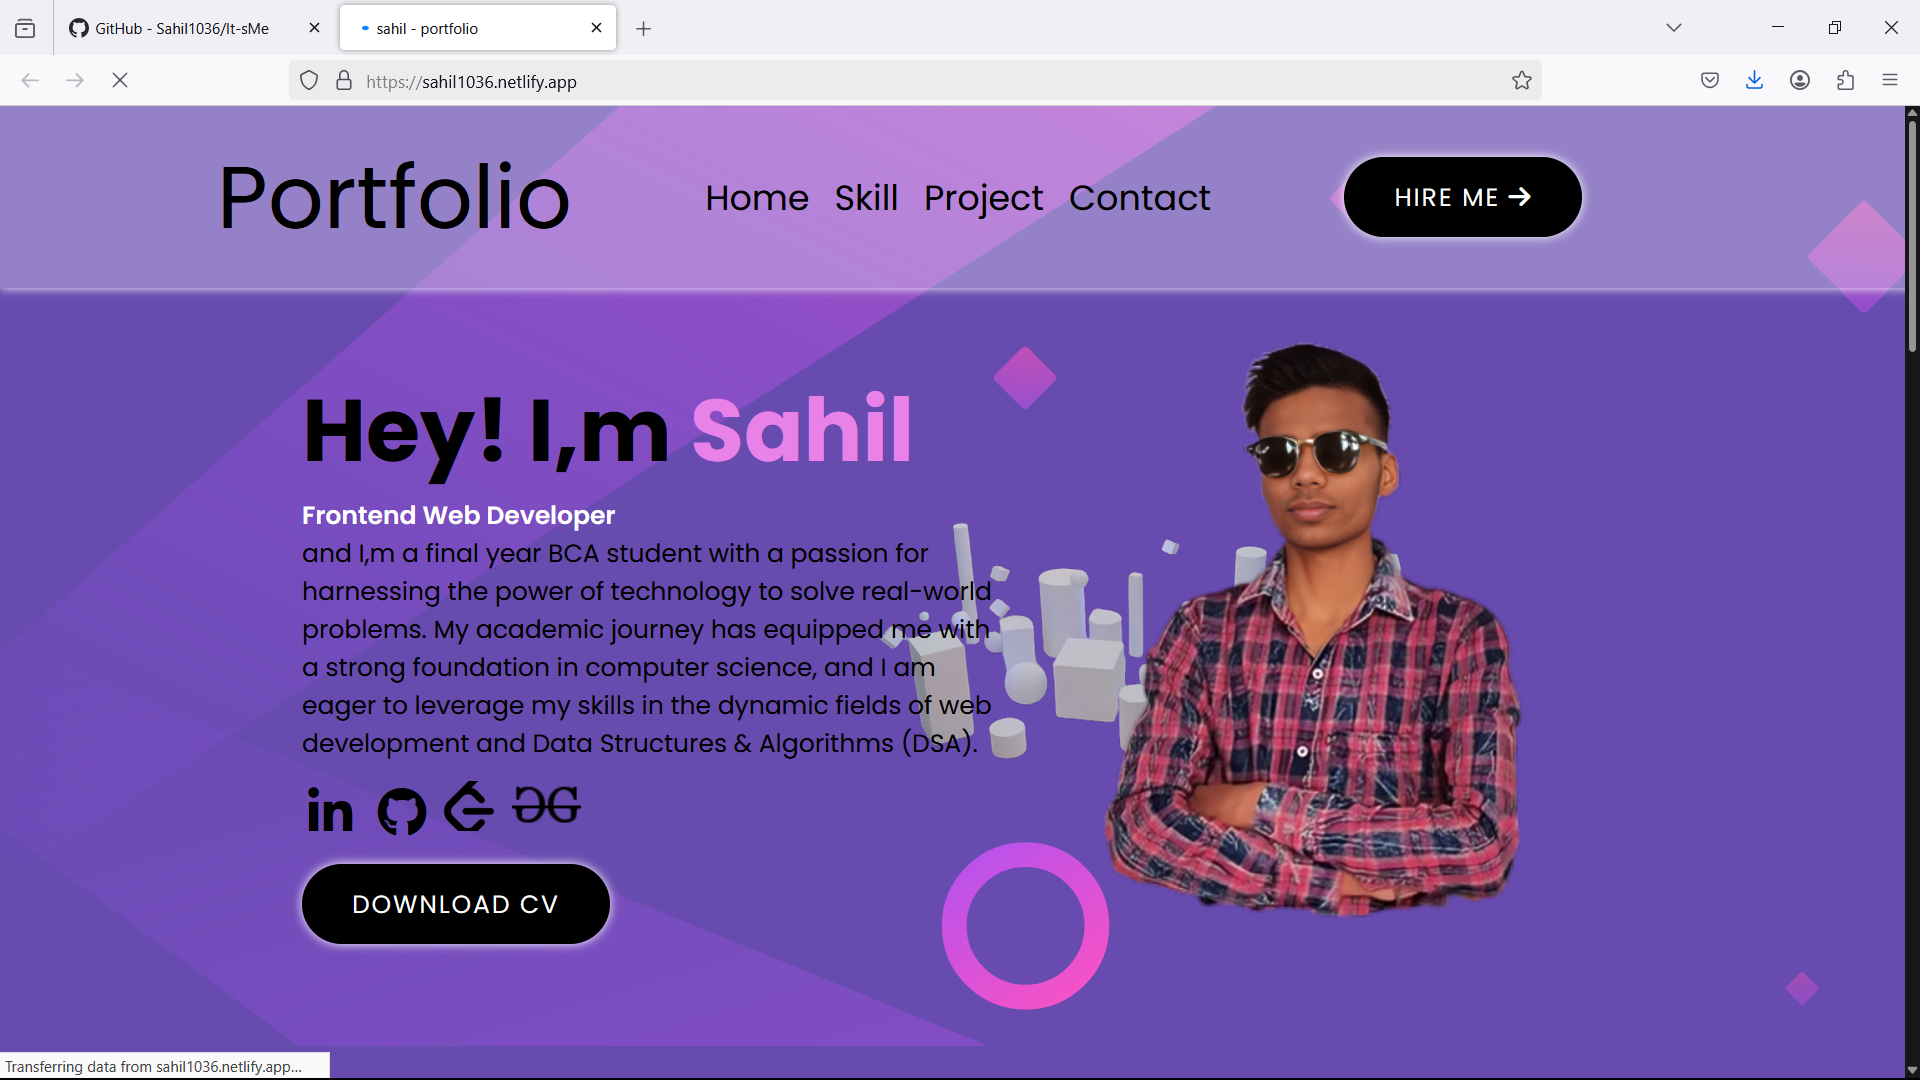 GitHub - Sahil1036/It-sMe
sahil - portfolio
https://sahil1036.netlify.app
Portfolio
Home Skill Project Contact
HIRE ME
Hey! I,m Sahil
Frontend Web Developer
and I,m a final year BCA student with a passion for
harnessing the power of technology to solve real-world
problems. My academic journey has equipped me with
a strong foundation in computer science, and I am
eager to leverage my skills in the dynamic fields of web
development and Data Structures & Algorithms (DSA).
in
DOWNLOAD CV
Transferring data from sahil1036.netlify.app...